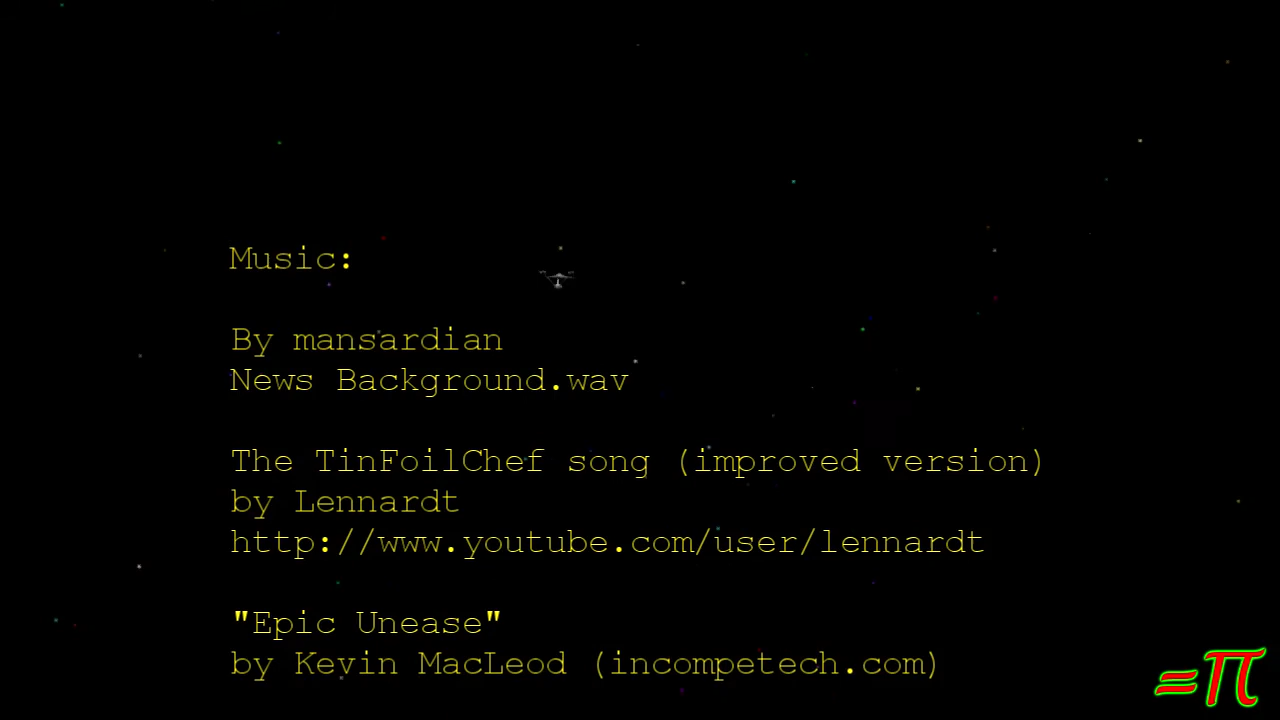 Music:
By mansardian
News Background.wav
The TinFoilChef song (improved version)
by Lennardt
http://www.youtube.com/user/lennardt
"Epic Unease"
by Kevin MacLeod (incompetech.com)
=π